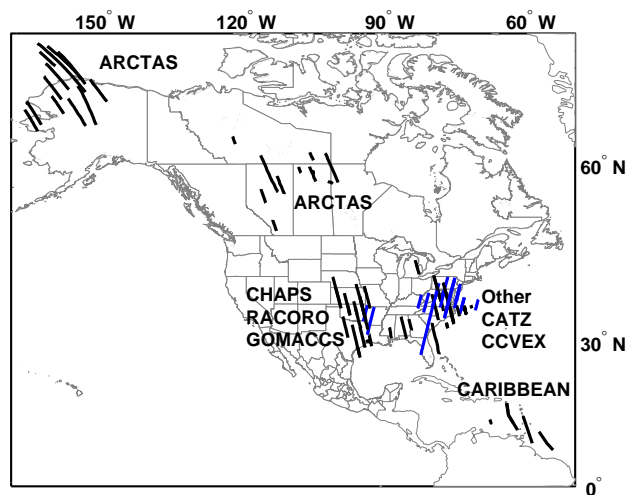 150° W 120° W 90° W 60° W
ARCTAS
60° N
ARCTAS
CHAPS
RACORO
GOMACCS
Other
CATZ
CCVEX
30° N
CARIBBEAN
0°